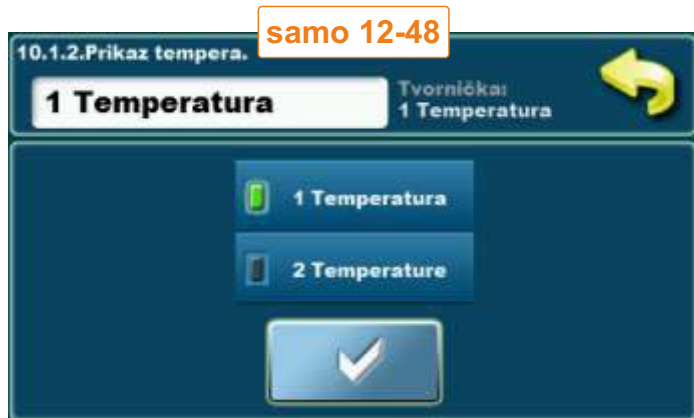 samo 12-48
10.1.2.Prikaz tempera.
1 Temperatura
Tvornička:
1 Temperatura
1 Temperatura
2 Temperature